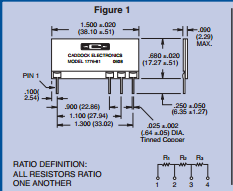 Figure 1
1.500 ±.020
(38.10 ±.51)
.090
(2.29)
MAX.
CADDOCK ELECTRONICS
MODEL 1776-61 0608
.680 ±.020
(17.27 ±.51)
PIN 1
.100
2.54)
.900 (22.86)
1.100 (27.94)
1.300 (33.02)
.250 ±.050
(6.35 ±1.27)
.025 ±.002
(.64 ±.05) DIA.
Tinned Copper
RATIO DEFINITION:
ALL RESISTORS RATIO
ONE ANOTHER
R1 R2 R3
1 2 3 4